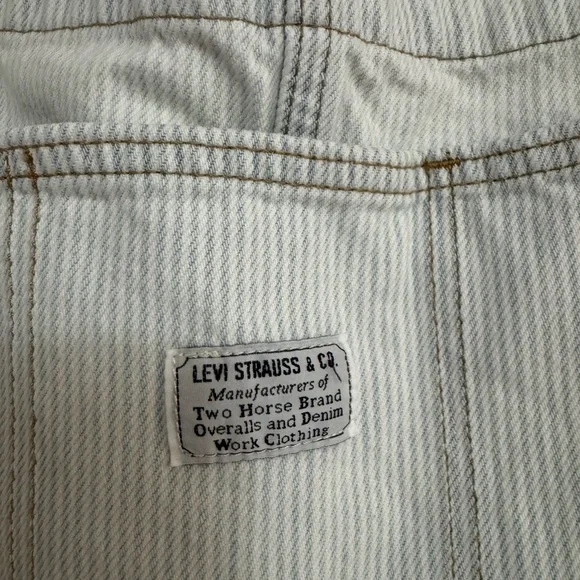 LEVI STRAUSS & CO.
Manufacturers of
Two Horse Brand
Overalls and Denim
Work Clothing